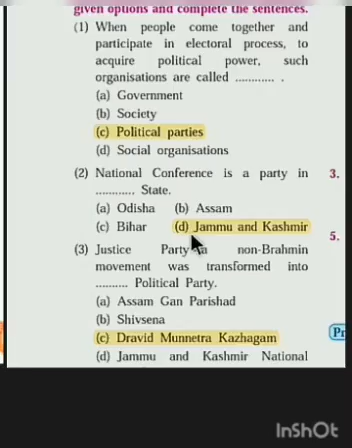 given options and complete the sentences.
(1) When people come together and
participate in electoral process, to
acquire political power, such
organisations are called ............ .
(a) Government
(b) Society
(c) Political parties
(d) Social organisations
(2) National Conference is a party in
............ State.
(a) Odisha (b) Assam
(c) Bihar (d) Jammu and Kashmir
(3) Justice Party a non-Brahmin
movement was transformed into
.......... Political Party.
(a) Assam Gan Parishad
(b) Shivsena
(c) Dravid Munnetra Kazhagam
(d) Jammu and Kashmir National
3.
5.
Pr
InShOt